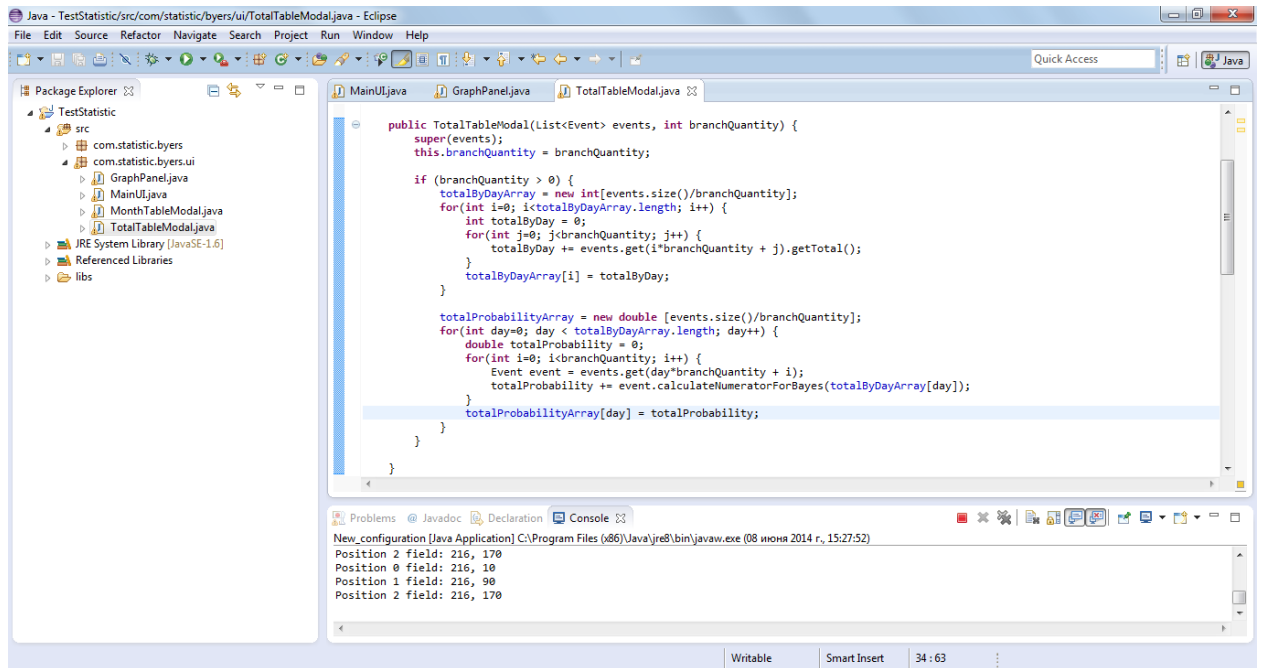 Java - TestStatistic/src/com/statistic/byers/ui/TotalTableModal.java - Eclipse
File Edit Source Refactor Navigate Search Project Run Window Help
Quick Access
Java
Package Explorer
MainUI.java GraphPanel.java TotalTableModal.java
TestStatistic
src
com.statistic.byers
com.statistic.byers.ui
GraphPanel.java
MainUI.java
MonthTableModal.java
TotalTableModal.java
JRE System Library [JavaSE-1.6]
Referenced Libraries
libs
public TotalTableModal(List<Event> events, int branchQuantity) {
super(events);
this.branchQuantity = branchQuantity;
if (branchQuantity > 0) {
totalByDayArray = new int[events.size()/branchQuantity];
for(int i=0; i<totalByDayArray.length; i++) {
int totalByDay = 0;
for(int j=0; j<branchQuantity; j++) {
totalByDay += events.get(i*branchQuantity + j).getTotal();
}
totalByDayArray[i] = totalByDay;
}
totalProbabilityArray = new double [events.size()/branchQuantity];
for(int day=0; day < totalByDayArray.length; day++) {
double totalProbability = 0;
for(int i=0; i<branchQuantity; i++) {
Event event = events.get(day*branchQuantity + i);
totalProbability += event.calculateNumeratorForBayes(totalByDayArray[day]);
}
totalProbabilityArray[day] = totalProbability;
}
}
}
Problems @ Javadoc Declaration Console
New_configuration [Java Application] C:\Program Files (x86)\Java\jre8\bin\javaw.exe (08 июня 2014 г., 15:27:52)
Position 2 field: 216, 170
Position 0 field: 216, 10
Position 1 field: 216, 90
Position 2 field: 216, 170
Writable Smart Insert 34 : 63